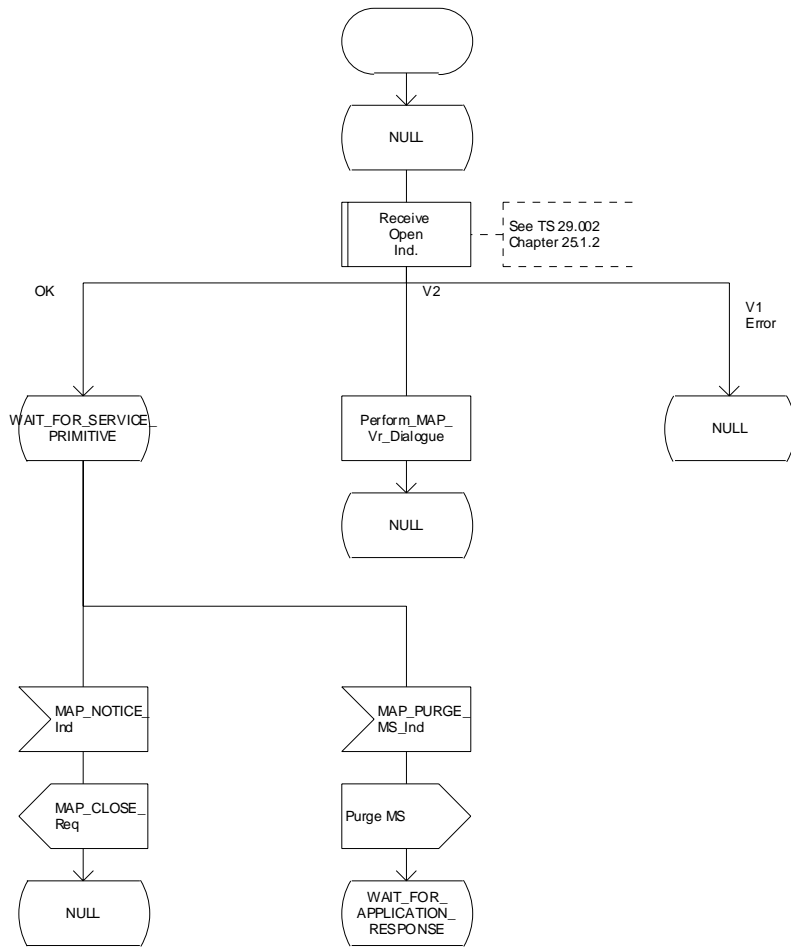 NULL
Receive
Open
Ind.
See TS 29.002
Chapter 25.1.2
OK
V2
V1
Error
WAIT_FOR_SERVICE_
PRIMITIVE
Perform_MAP_
Vr_Dialogue
NULL
NULL
MAP_NOTICE_
Ind
MAP_PURGE_
MS_Ind
MAP_CLOSE_
Req
Purge MS
NULL
WAIT_FOR_
APPLICATION_
RESPONSE